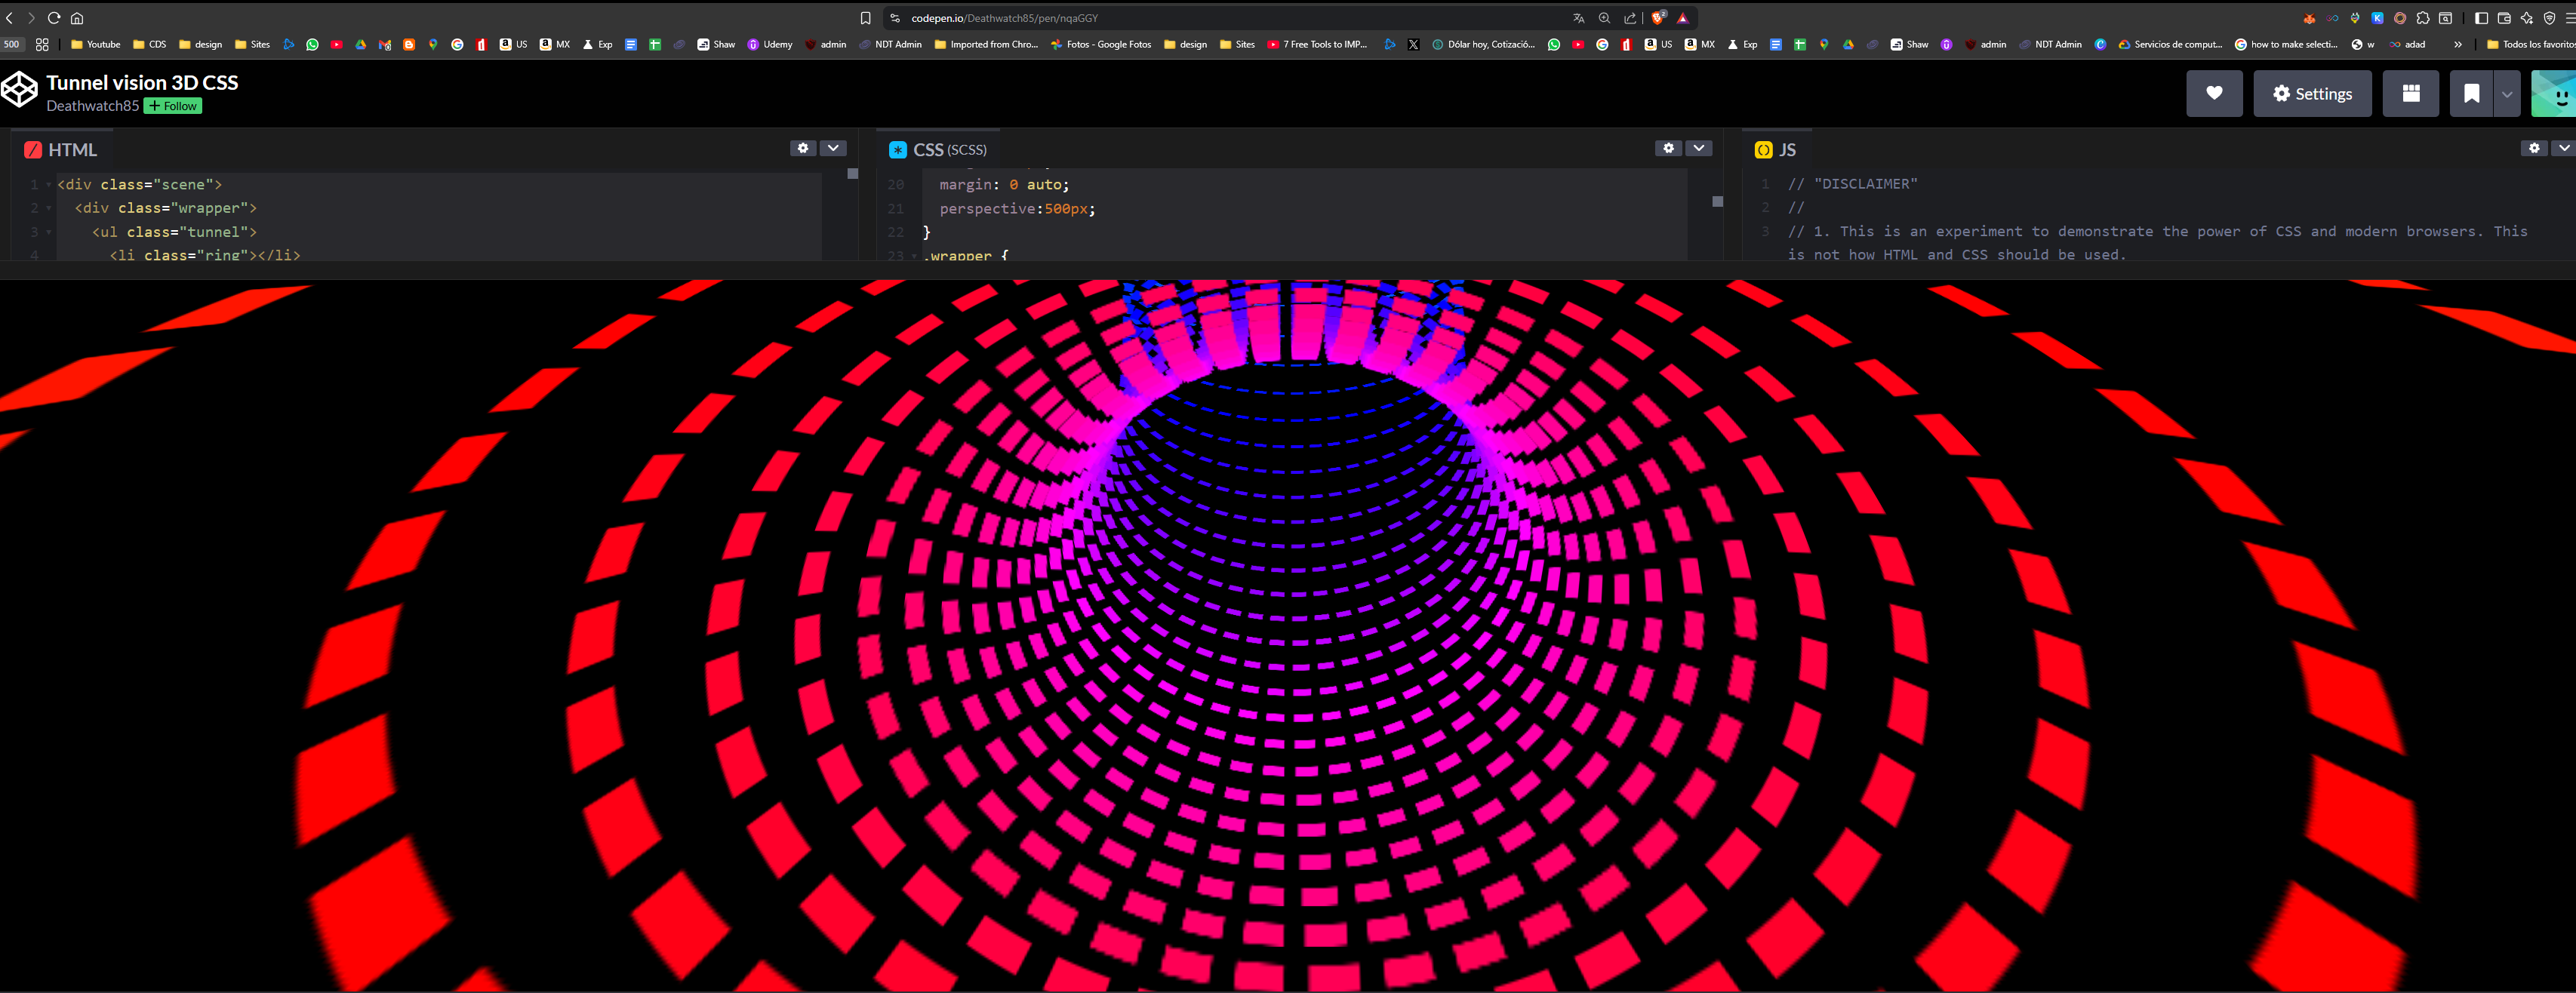 codepen.io/Deathwatch85/pen/nqaGGY
2
500 Youtube CDS design Sites US MX Exp Shaw Udemy admin NDT Admin Imported from Chro... Fotos - Google Fotos design Sites 7 Free Tools to IMP... X Dólar hoy, Cotizació... US MX Exp Shaw admin NDT Admin Servicios de comput... how to make selecti... w adad » Todos los favoritos
Tunnel vision 3D CSS
Deathwatch85 + Follow
Settings
HTML
1 <div class="scene">
2 <div class="wrapper">
3 <ul class="tunnel">
4 <li class="ring"></li>
CSS (SCSS)
20 margin: 0 auto;
21 perspective:500px;
22 }
23 .wrapper {
JS
1 // "DISCLAIMER"
2 //
3 // 1. This is an experiment to demonstrate the power of CSS and modern browsers. This
is not how HTML and CSS should be used.